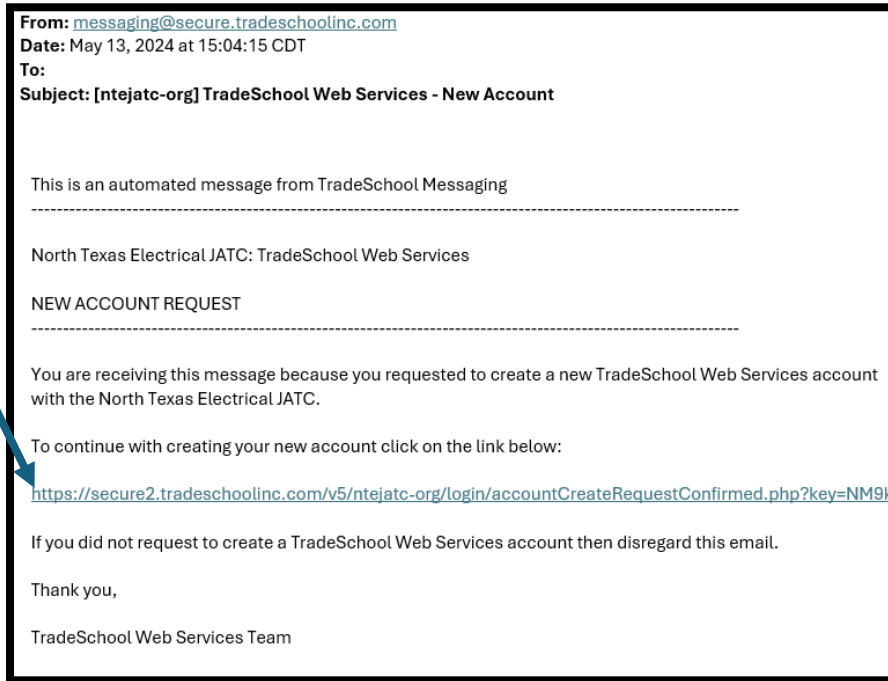 From: messaging@secure.tradeschoolinc.com
Date: May 13, 2024 at 15:04:15 CDT
To:
Subject: [ntejatc-org] TradeSchool Web Services - New Account
This is an automated message from TradeSchool Messaging
--------------------------------------------------------------------------------------------------------------
North Texas Electrical JATC: TradeSchool Web Services
NEW ACCOUNT REQUEST
--------------------------------------------------------------------------------------------------------------
You are receiving this message because you requested to create a new TradeSchool Web Services account
with the North Texas Electrical JATC.
To continue with creating your new account click on the link below:
https://secure2.tradeschoolinc.com/v5/ntejatc-org/login/accountCreateRequestConfirmed.php?key=NM9k
If you did not request to create a TradeSchool Web Services account then disregard this email.
Thank you,
TradeSchool Web Services Team